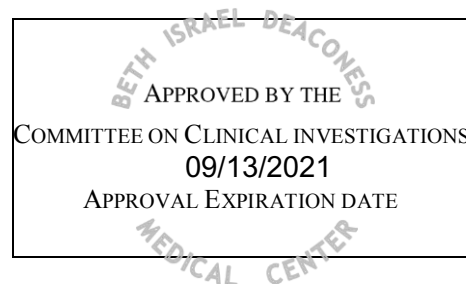 BETH ISRAEL DEACONESS
APPROVED BY THE
COMMITTEE ON CLINICAL INVESTIGATIONS
09/13/2021
APPROVAL EXPIRATION DATE
MEDICAL CENTER